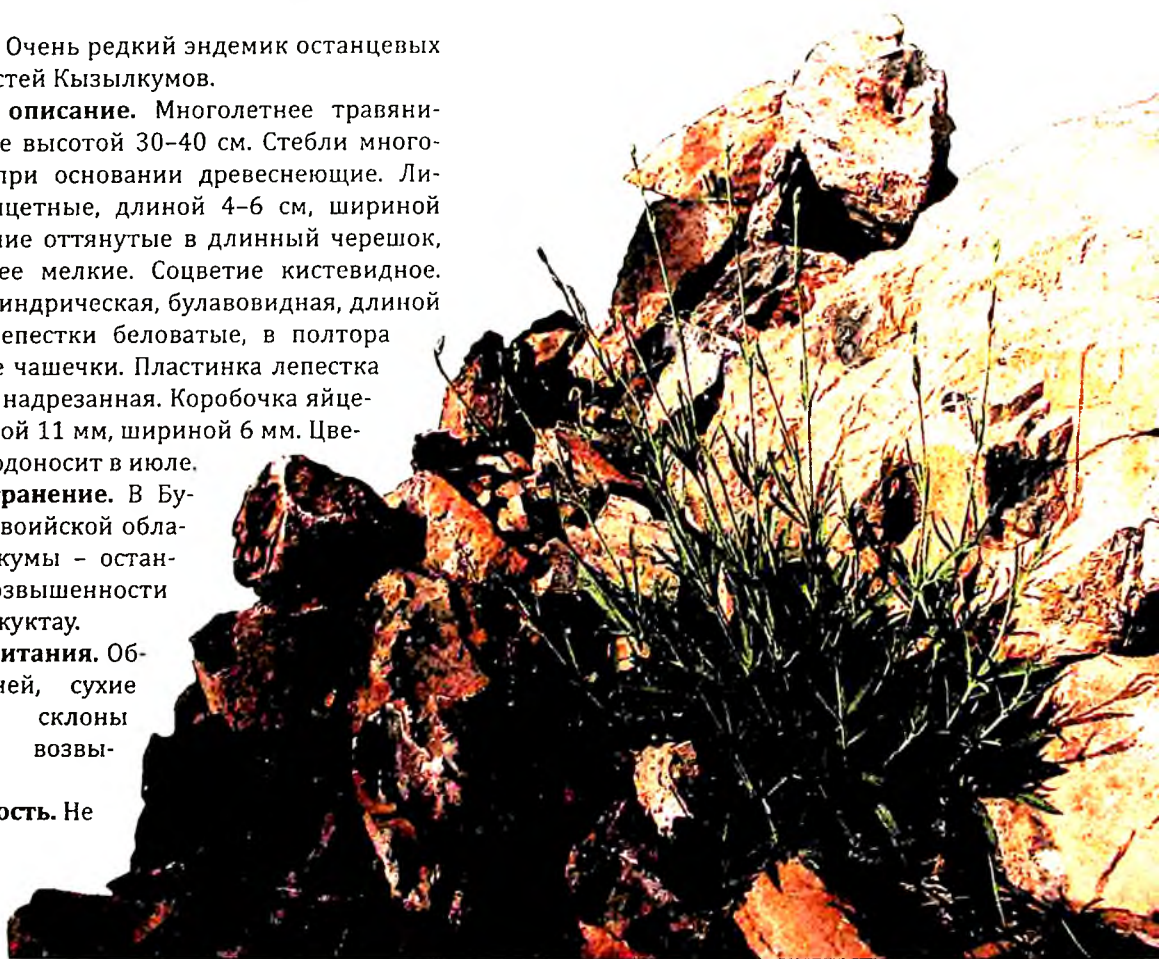 Очень редкий эндемик останцевых
стей Кызылкумов.
описание. Многолетнее травяни-
е высотой 30–40 см. Стебли много-
при основании древеснеющие. Ли-
нцетные, длиной 4–6 см, шириной
ние оттянутые в длинный черешок,
ее мелкие. Соцветие кистевидное.
индрическая, булавовидная, длиной
епестки беловатые, в полтора
е чашечки. Пластинка лепестка
надрезанная. Коробочка яйце-
ой 11 мм, шириной 6 мм. Цве-
одоносит в июле.
транение. В Бу-
воийской обла-
кумы – остан-
озвышенности
куктау.
итания. Об-
ней, сухие
склоны
возвы-
ость. Не